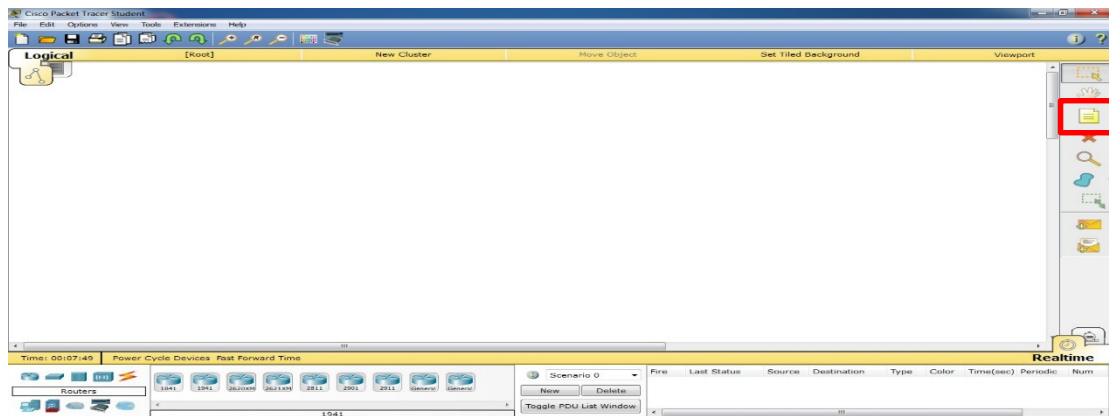 Cisco Packet Tracer Student
File Edit Options View Tools Extensions Help
Logical [Root] New Cluster Move Object Set Tiled Background Viewport
Time: 00:07:49 Power Cycle Devices Fast Forward Time Realtime
Scenario 0 Fire Last Status Source Destination Type Color Time(sec) Periodic Num
1841 1941 2620XM 2621XM 2811 2901 2911 Generic Generic
Routers New Delete
Toggle PDU List Window
1941